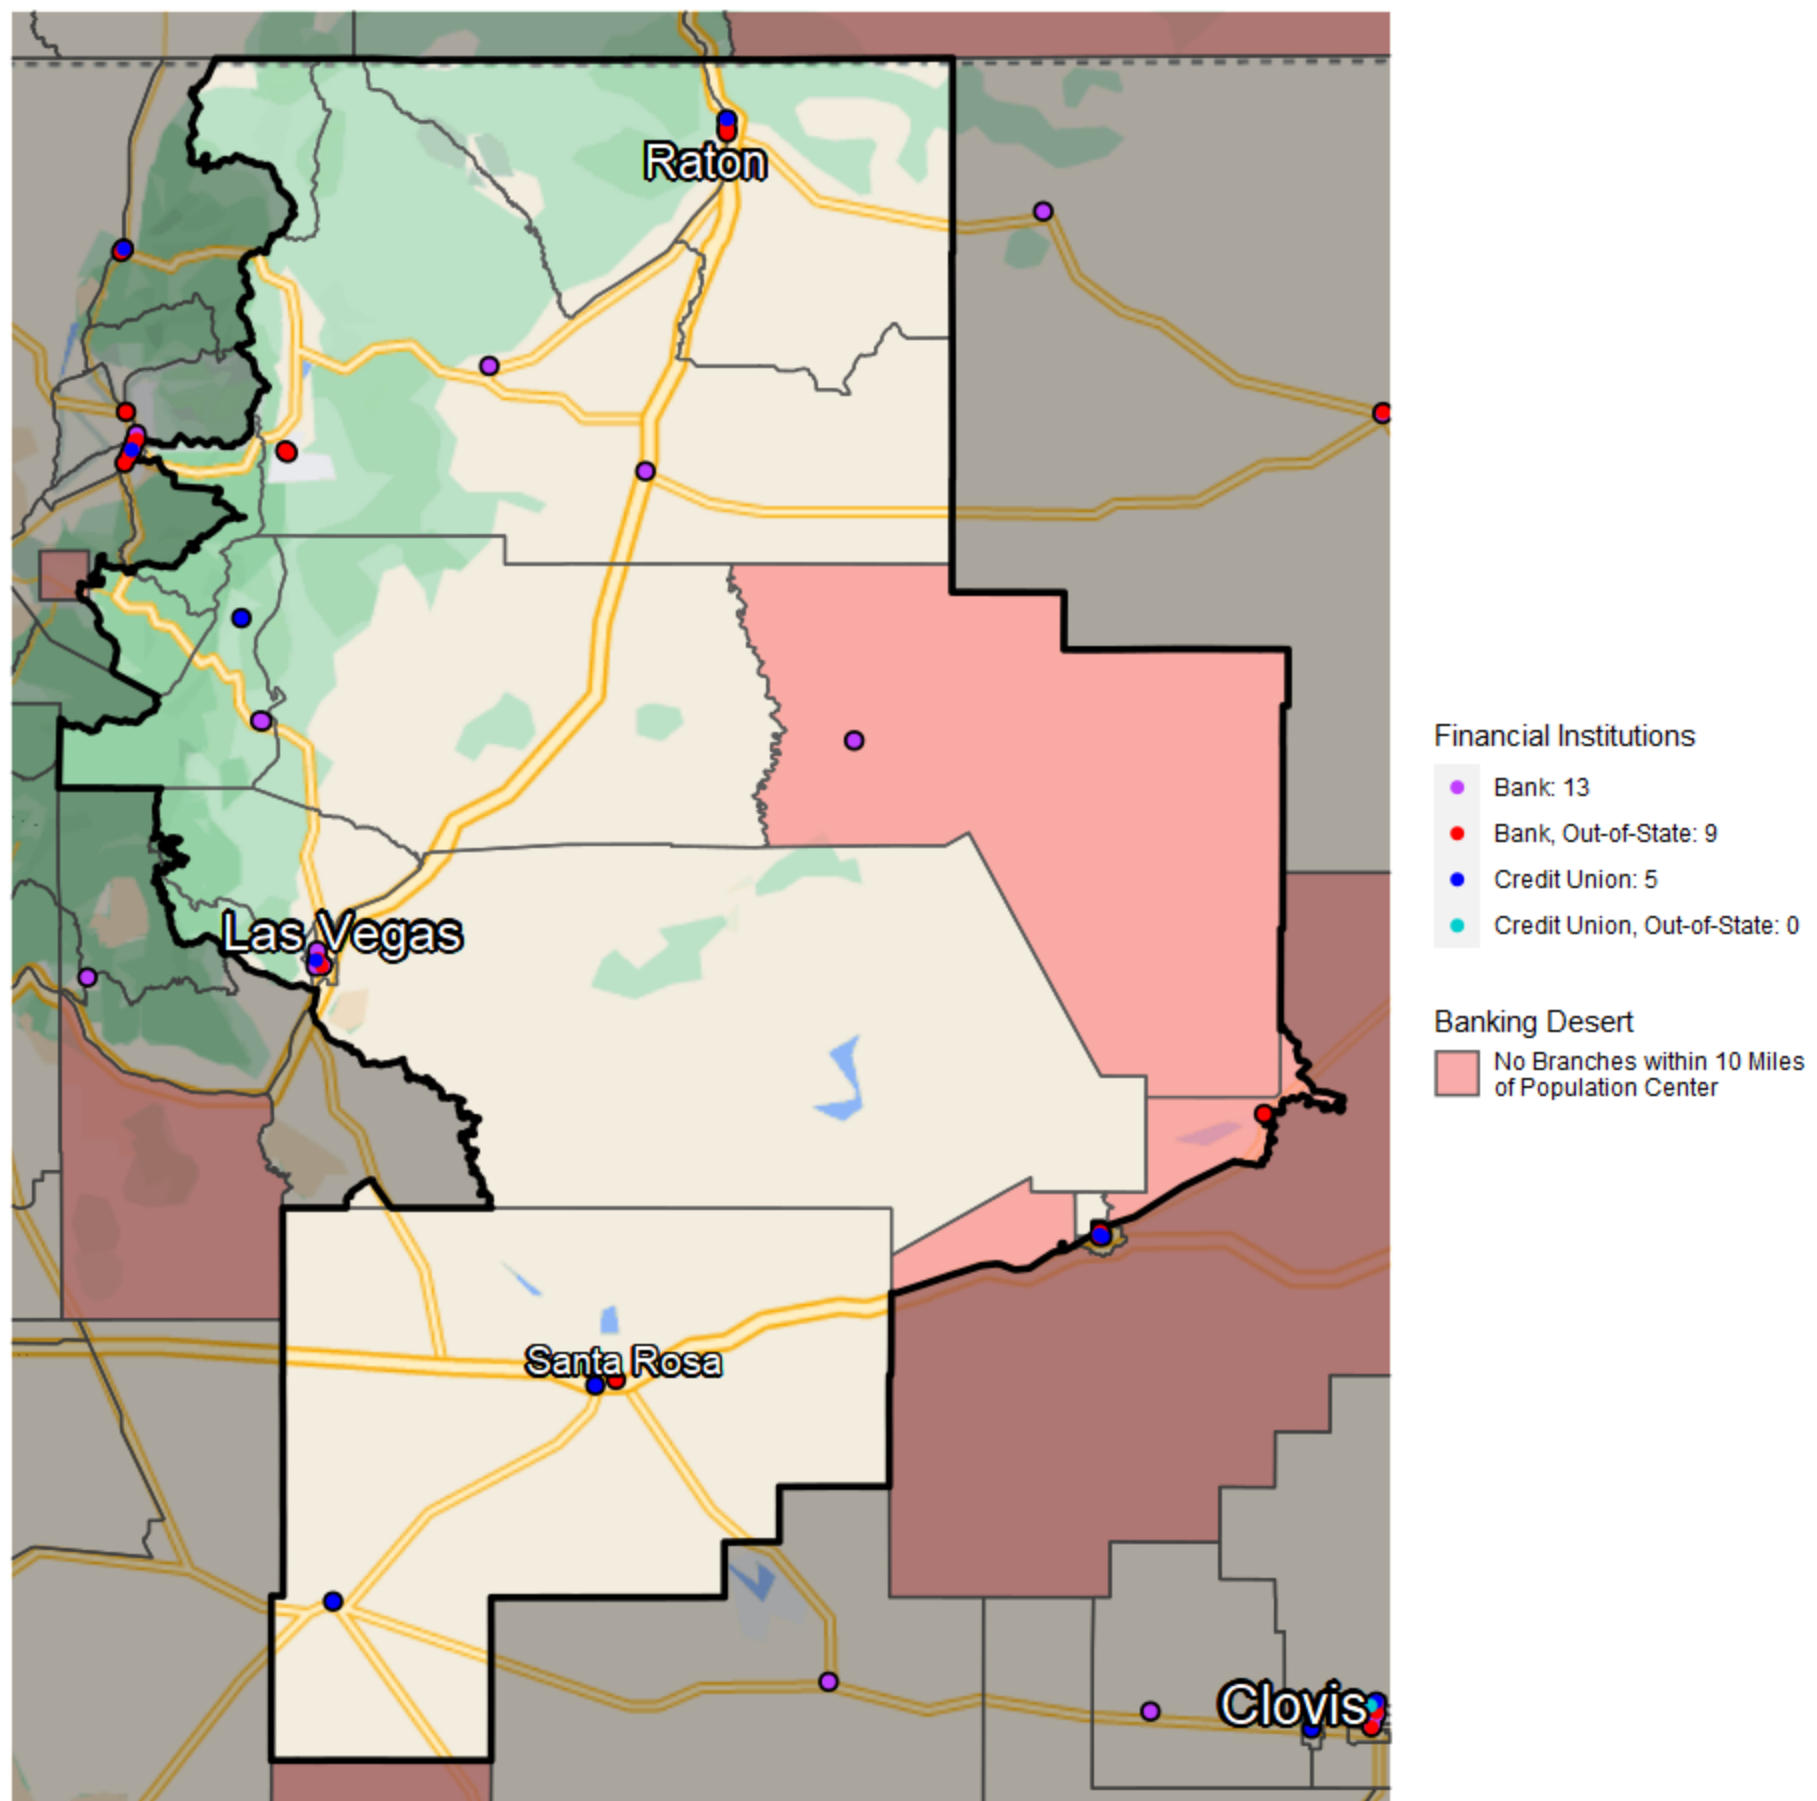 Raton
Las Vegas
Santa Rosa
Clovis
Financial Institutions
Bank: 13
Bank, Out-of-State: 9
Credit Union: 5
Credit Union, Out-of-State: 0
Banking Desert
No Branches within 10 Miles
of Population Center